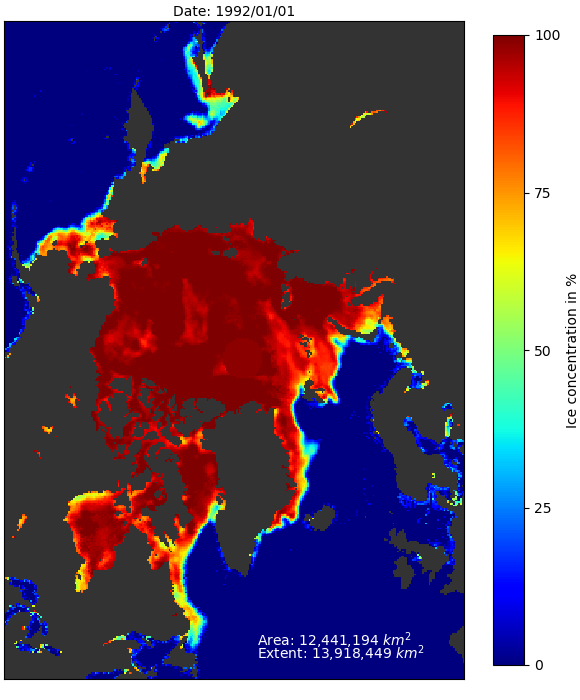 Date: 1992/01/01
100
75
50
25
0
Ice concentration in %
Area: 12,441,194 km²
Extent: 13,918,449 km²